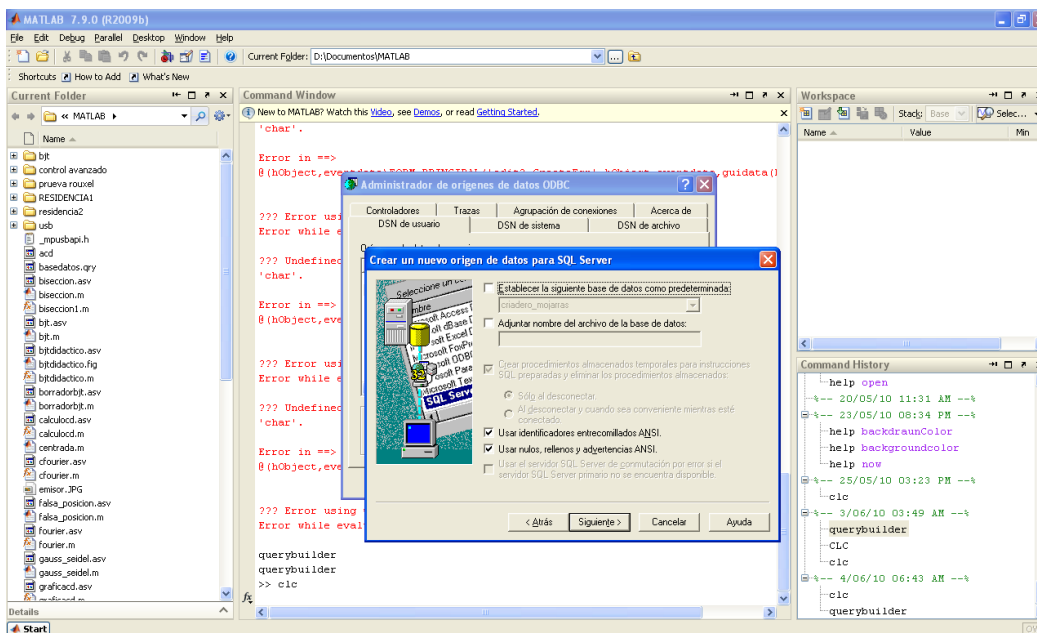 MATLAB 7.9.0 (R2009b)
File Edit Debug Parallel Desktop Window Help
Current Folder: D:\Documentos\MATLAB
Shortcuts How to Add What's New
Current Folder
« MATLAB
Name
bjt
control avanzado
prueva rouxel
RESIDENCIA1
residencia2
usb
_mpusbapi.h
acd
basedatos.qry
biseccion.asv
biseccion.m
biseccion1.m
bjt.asv
bjt.m
bjtdidactico.asv
bjtdidactico.fig
bjtdidactico.m
borradorbjt.asv
borradorbjt.m
calculocd.asv
calculocd.m
centrada.m
cfourier.asv
cfourier.m
emisor.JPG
falsa_posicion.asv
falsa_posicion.m
fourier.asv
fourier.m
gauss_seidel.asv
gauss_seidel.m
graficacd.asv
Details
Start
Command Window
New to MATLAB? Watch this Video, see Demos, or read Getting Started.
'char'.
Error in ==>
??? Error usi
Error while e
??? Undefined
'char'.
Error in ==>
@(hObject,eve
??? Error usi
Error while e
??? Undefined
'char'.
Error in ==>
@(hObject,eve
??? Error using
Error while eval
querybuilder
querybuilder
>> clc
fx
Administrador de orígenes de datos ODBC
Controladores Trazas Agrupación de conexiones Acerca de
DSN de usuario DSN de sistema DSN de archivo
Crear un nuevo origen de datos para SQL Server
Seleccione un
SQL Serv
Establecer la siguiente base de datos como predeterminada:
criadero_mojarras
Adjuntar nombre del archivo de la base de datos:
Crear procedimientos almacenados temporales para instrucciones
SQL preparadas y eliminar los procedimientos almacenados:
Sólo al desconectar.
Al desconectar y cuando sea conveniente mientras esté
conectado.
Usar identificadores entrecomillados ANSI.
Usar nulos, rellenos y advertencias ANSI.
Usar el servidor SQL Server de conmutación por error si el
servidor SQL Server primario no se encuentra disponible.
< Atrás Siguiente > Cancelar Ayuda
Workspace
Stack: Base Selec...
Name Value Min
Command History
help open
%-- 20/05/10 11:31 AM --%
%-- 23/05/10 08:34 PM --%
help backdraunColor
help backgroundcolor
help now
%-- 25/05/10 03:23 PM --%
clc
%-- 3/06/10 03:49 AM --%
querybuilder
CLC
clc
%-- 4/06/10 06:43 AM --%
clc
querybuilder